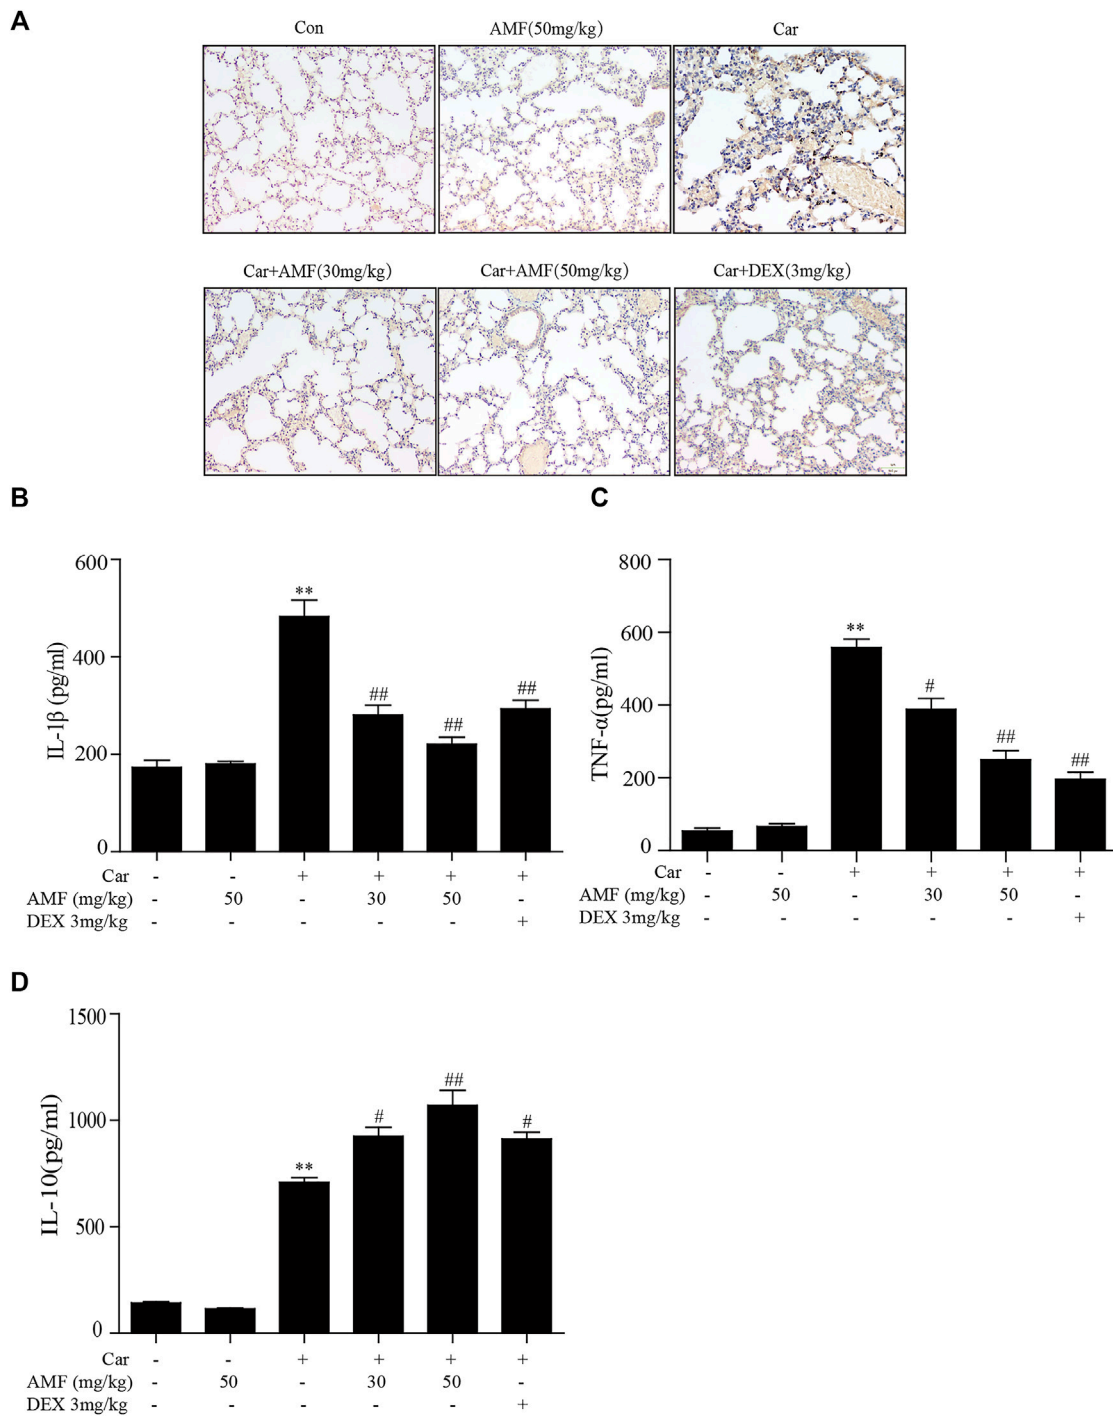 A
Con AMF(50mg/kg) Car
Car+AMF(30mg/kg) Car+AMF(50mg/kg) Car+DEX(3mg/kg)
B
IL-1β (pg/ml)
600
400
200
0
** ## ## ##
Car - - + + + +
AMF (mg/kg) - 50 - 30 50 -
DEX 3mg/kg - - - - - +
C
TNF-α(pg/ml)
800
600
400
200
0
** # ## ##
Car - - + + + +
AMF (mg/kg) - 50 - 30 50 -
DEX 3mg/kg - - - - - +
D
IL-10(pg/ml)
1500
1000
500
0
** # ## #
Car - - + + + +
AMF (mg/kg) - 50 - 30 50 -
DEX 3mg/kg - - - - - +